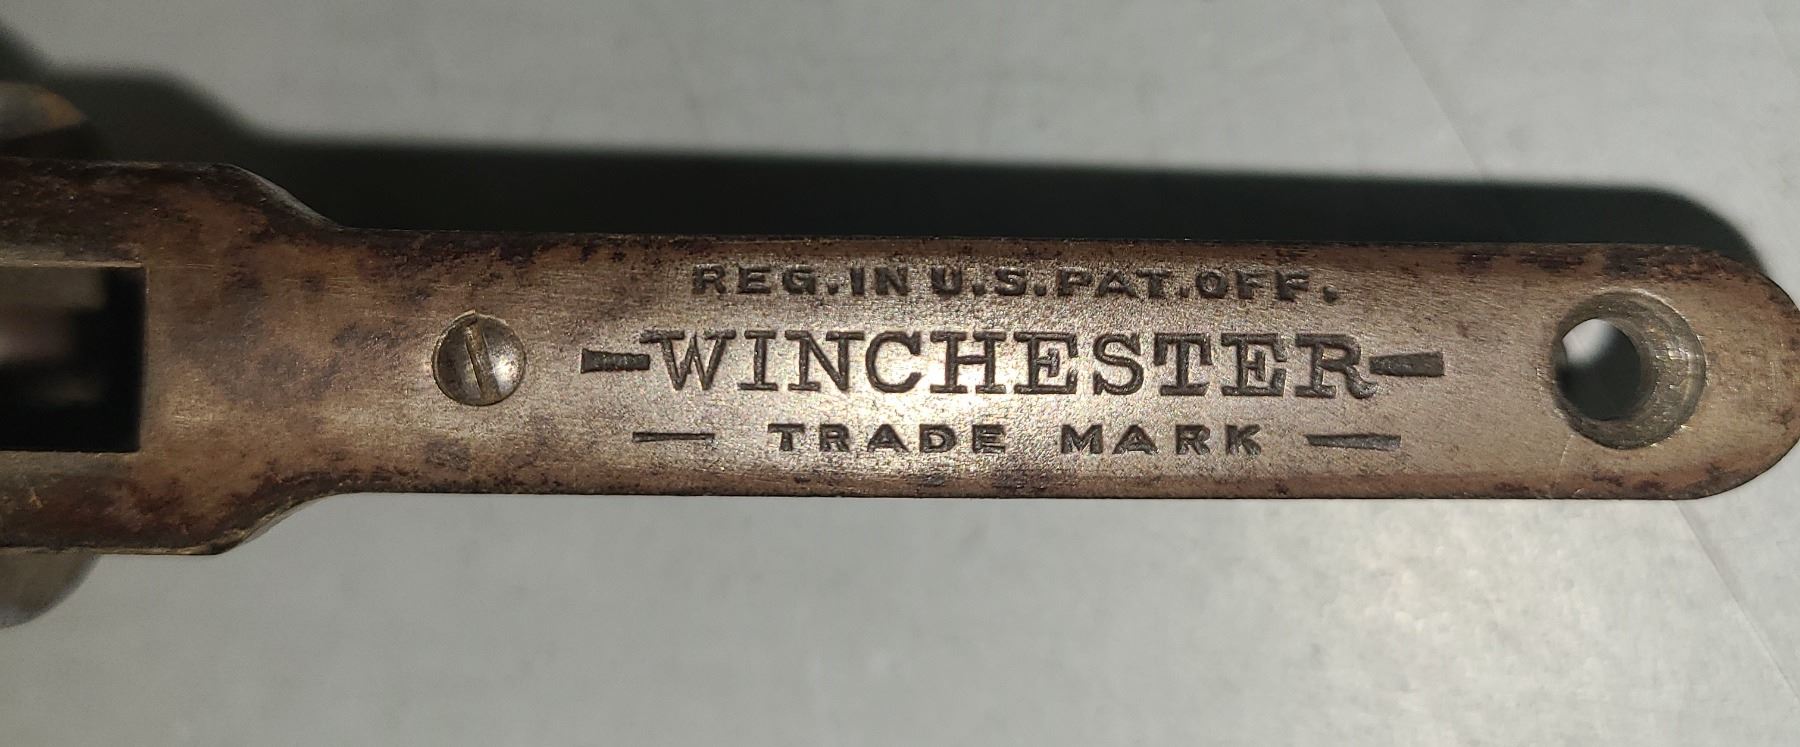 REG.IN U.S.PAT.OFF.
-WINCHESTER-
- TRADE MARK -